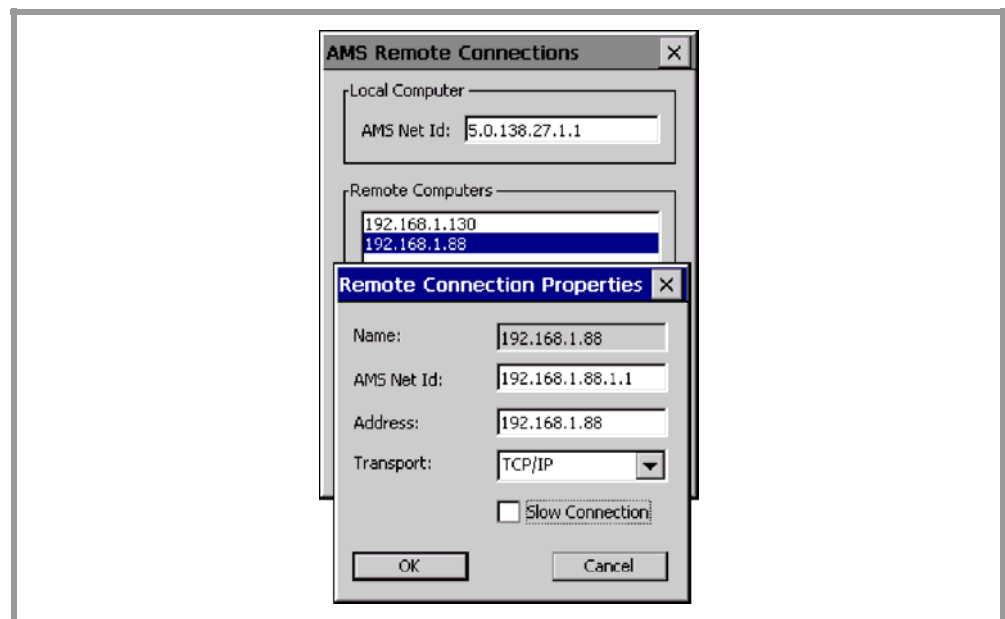 AMS Remote Connections
Local Computer
AMS Net Id: 5.0.138.27.1.1
Remote Computers
192.168.1.130
192.168.1.88
Remote Connection Properties
Name: 192.168.1.88
AMS Net Id: 192.168.1.88.1.1
Address: 192.168.1.88
Transport: TCP/IP
Slow Connection
OK Cancel